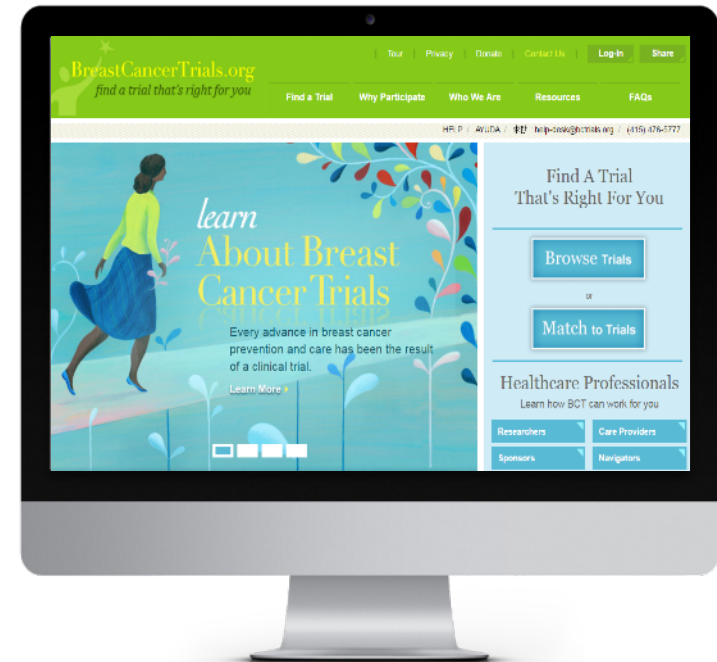 Tour | Privacy | Donate | Contact Us | Log-In Share
BreastCancerTrials.org
find a trial that's right for you
Find a Trial Why Participate Who We Are Resources FAQs
HELP / AYUDA / help-desk@bctrials.org / (415) 476-5777
learn
About Breast
Cancer Trials
Every advance in breast cancer
prevention and care has been the result
of a clinical trial.
Learn More
Find A Trial
That's Right For You
Browse Trials
or
Match to Trials
Healthcare Professionals
Learn how BCT can work for you
Researchers Care Providers
Sponsors Navigators